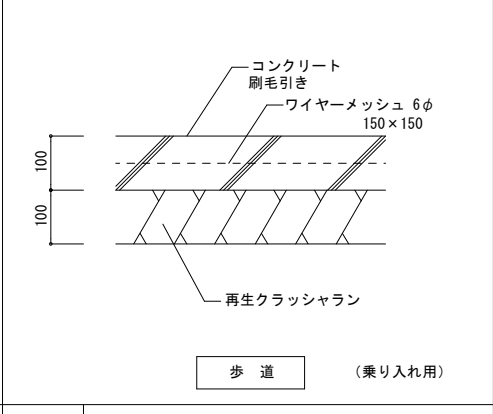 コンクリート
刷毛引き
ワイヤーメッシュ 6φ
150×150
100
100
再生クラッシャラン
歩 道 (乗り入れ用)